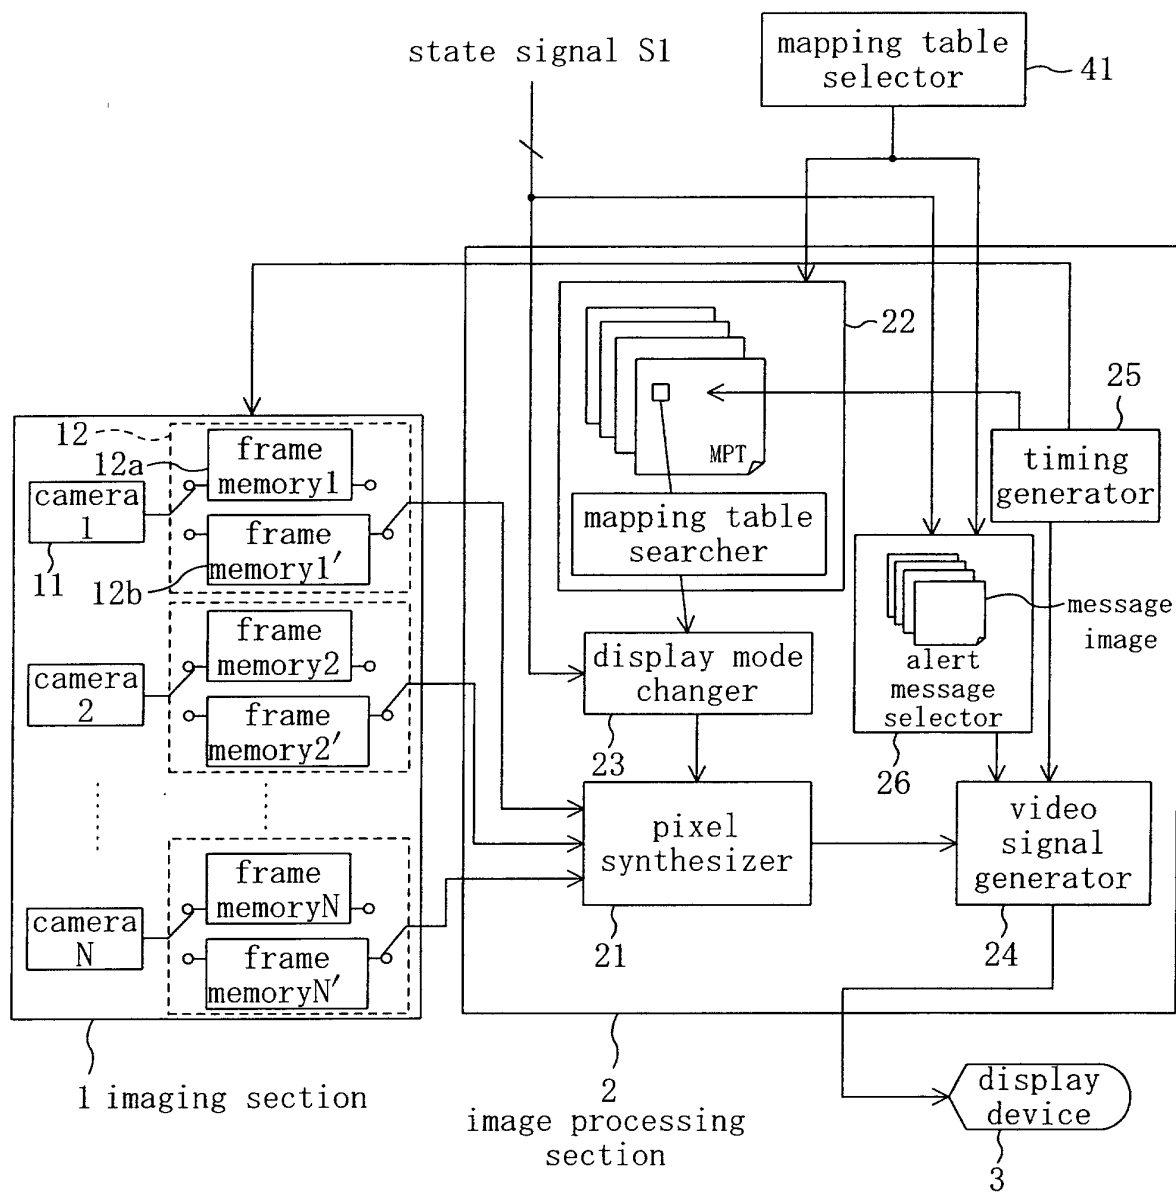 state signal S1
mapping table
selector
41
22
MPT
mapping table
searcher
25
timing
generator
12
12a
frame
memory1
camera
1
11
frame
memory1′
12b
frame
memory2
camera
2
frame
memory2′
frame
memoryN
camera
N
frame
memoryN′
1 imaging section
display mode
changer
23
message
image
alert
message
selector
26
pixel
synthesizer
21
video
signal
generator
24
2
image processing
section
display
device
3